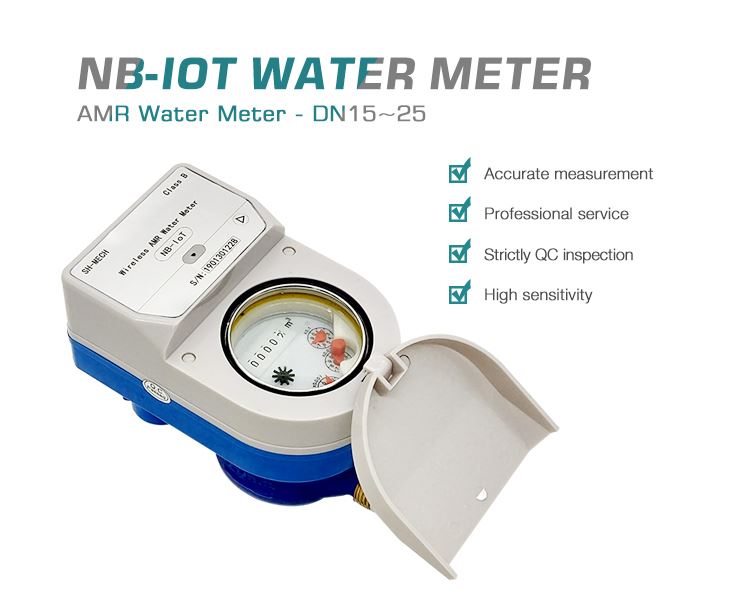 NB-IOT WATER METER
AMR Water Meter - DN15~25
Accurate measurement
Professional service
Strictly QC inspection
High sensitivity
Class B
SH-MECH
Wireless AMR Water Meter
NB-IoT
S/N:1901301228
m³